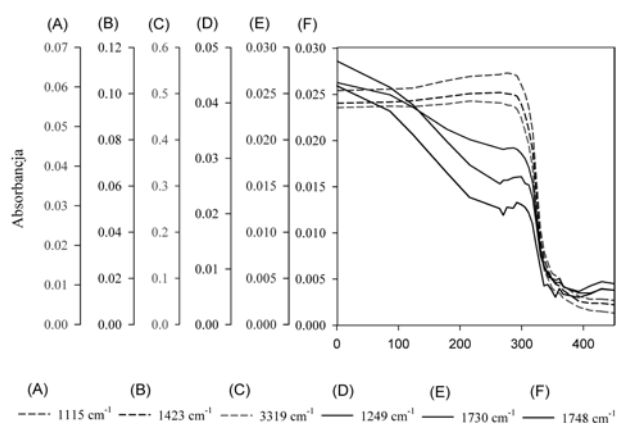 (A) (B) (C) (D) (E) (F)
0.07 0.12 0.6 0.05 0.030 0.030
0.06 0.10 0.5 0.04 0.025 0.025
0.05 0.08 0.4 0.03 0.020 0.020
0.04 0.06 0.3 0.02 0.015 0.015
0.03 0.04 0.2 0.01 0.010 0.010
0.02 0.02 0.1 0.00 0.005 0.005
0.01 0.00 0.0 0.000 0.000
0.00
Absorbancja
0 100 200 300 400
(A) (B) (C) (D) (E) (F)
1115 cm⁻¹ 1423 cm⁻¹ 3319 cm⁻¹ 1249 cm⁻¹ 1730 cm⁻¹ 1748 cm⁻¹